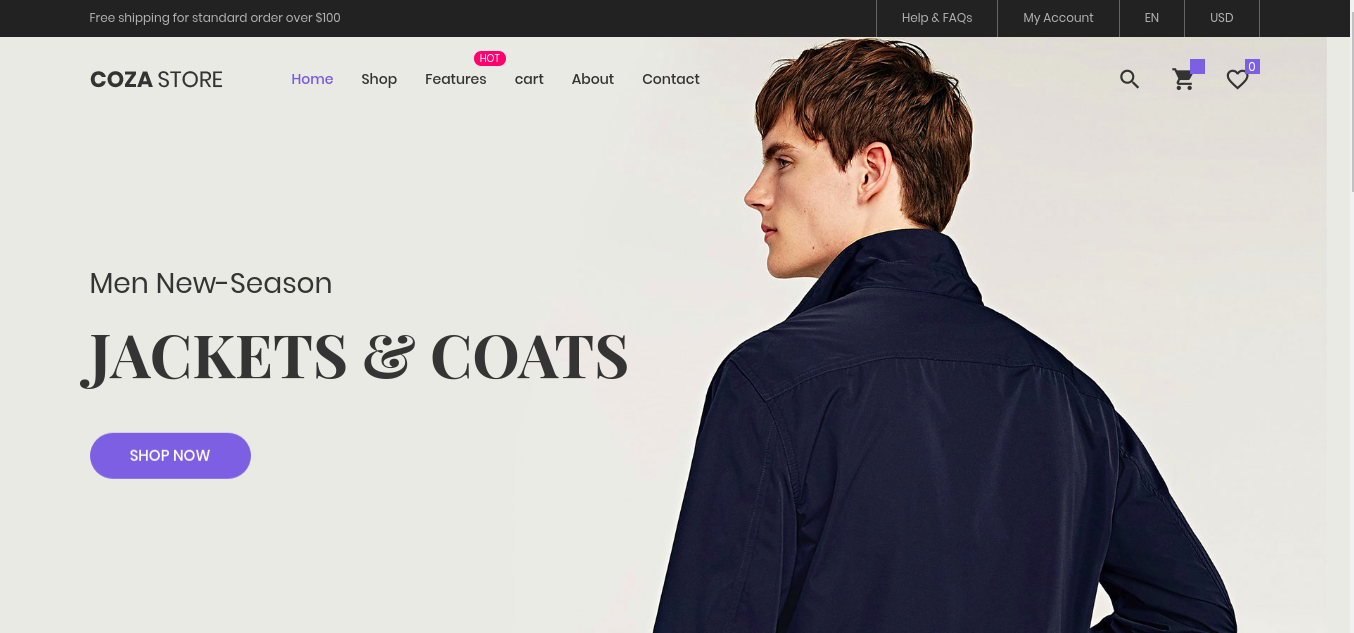 Free shipping for standard order over $100
Help & FAQs
My Account
EN
USD
COZA STORE
Home
Shop
Features
HOT
cart
About
Contact
0
Men New-Season
JACKETS & COATS
SHOP NOW